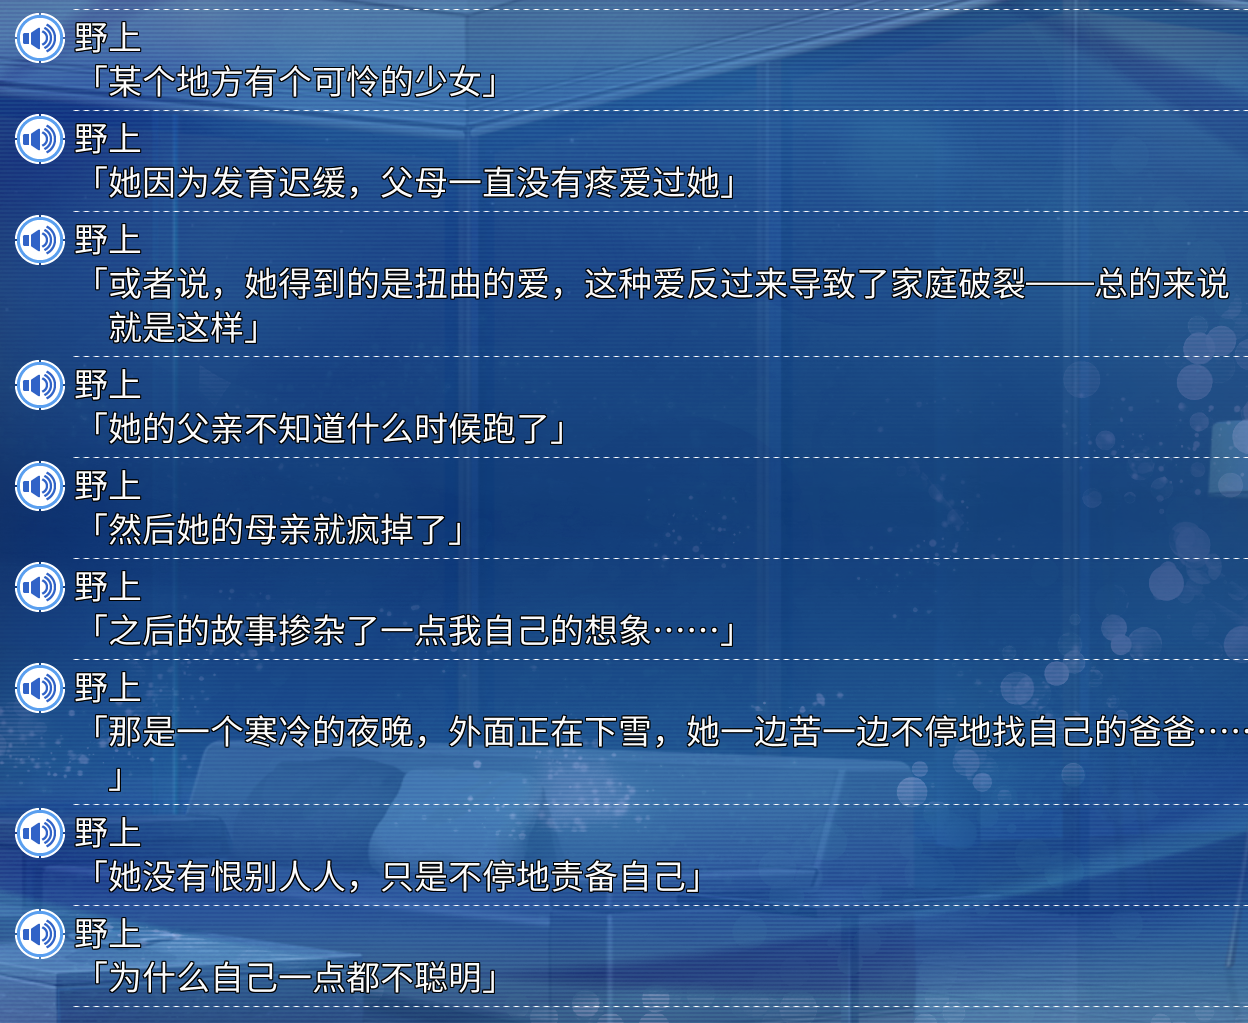 野上
「某个地方有个可怜的少女」
野上
「她因为发育迟缓，父母一直没有疼爱过她」
野上
「或者说，她得到的是扭曲的爱，这种爱反过来导致了家庭破裂——总的来说
就是这样」
野上
「她的父亲不知道什么时候跑了」
野上
「然后她的母亲就疯掉了」
野上
「之后的故事掺杂了一点我自己的想象……」
野上
「那是一个寒冷的夜晚，外面正在下雪，她一边苦一边不停地找自己的爸爸……
」
野上
「她没有恨别人人，只是不停地责备自己」
野上
「为什么自己一点都不聪明」